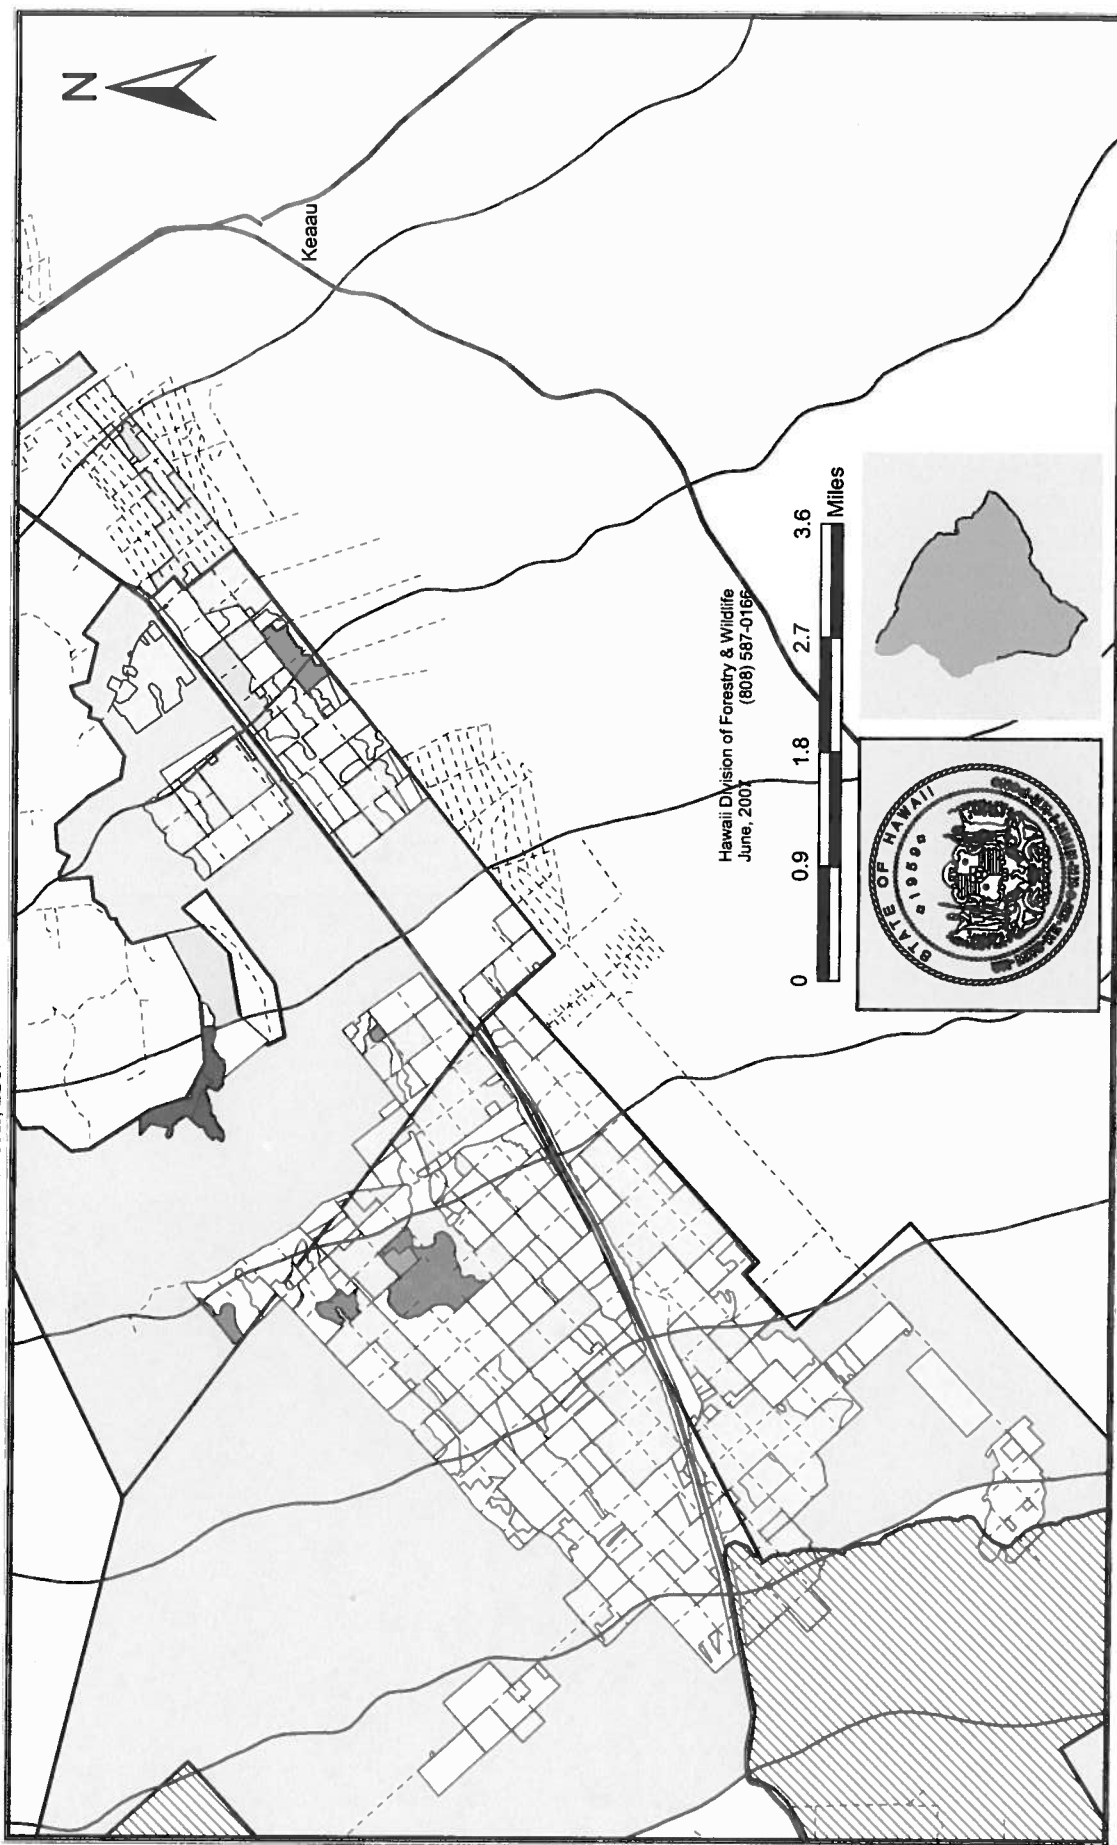 N
Keaau
Hawaii Division of Forestry & Wildlife
June, 2007 (808) 587-0166
0 0.9 1.8 2.7 3.6
Miles
STATE OF HAWAII
1959